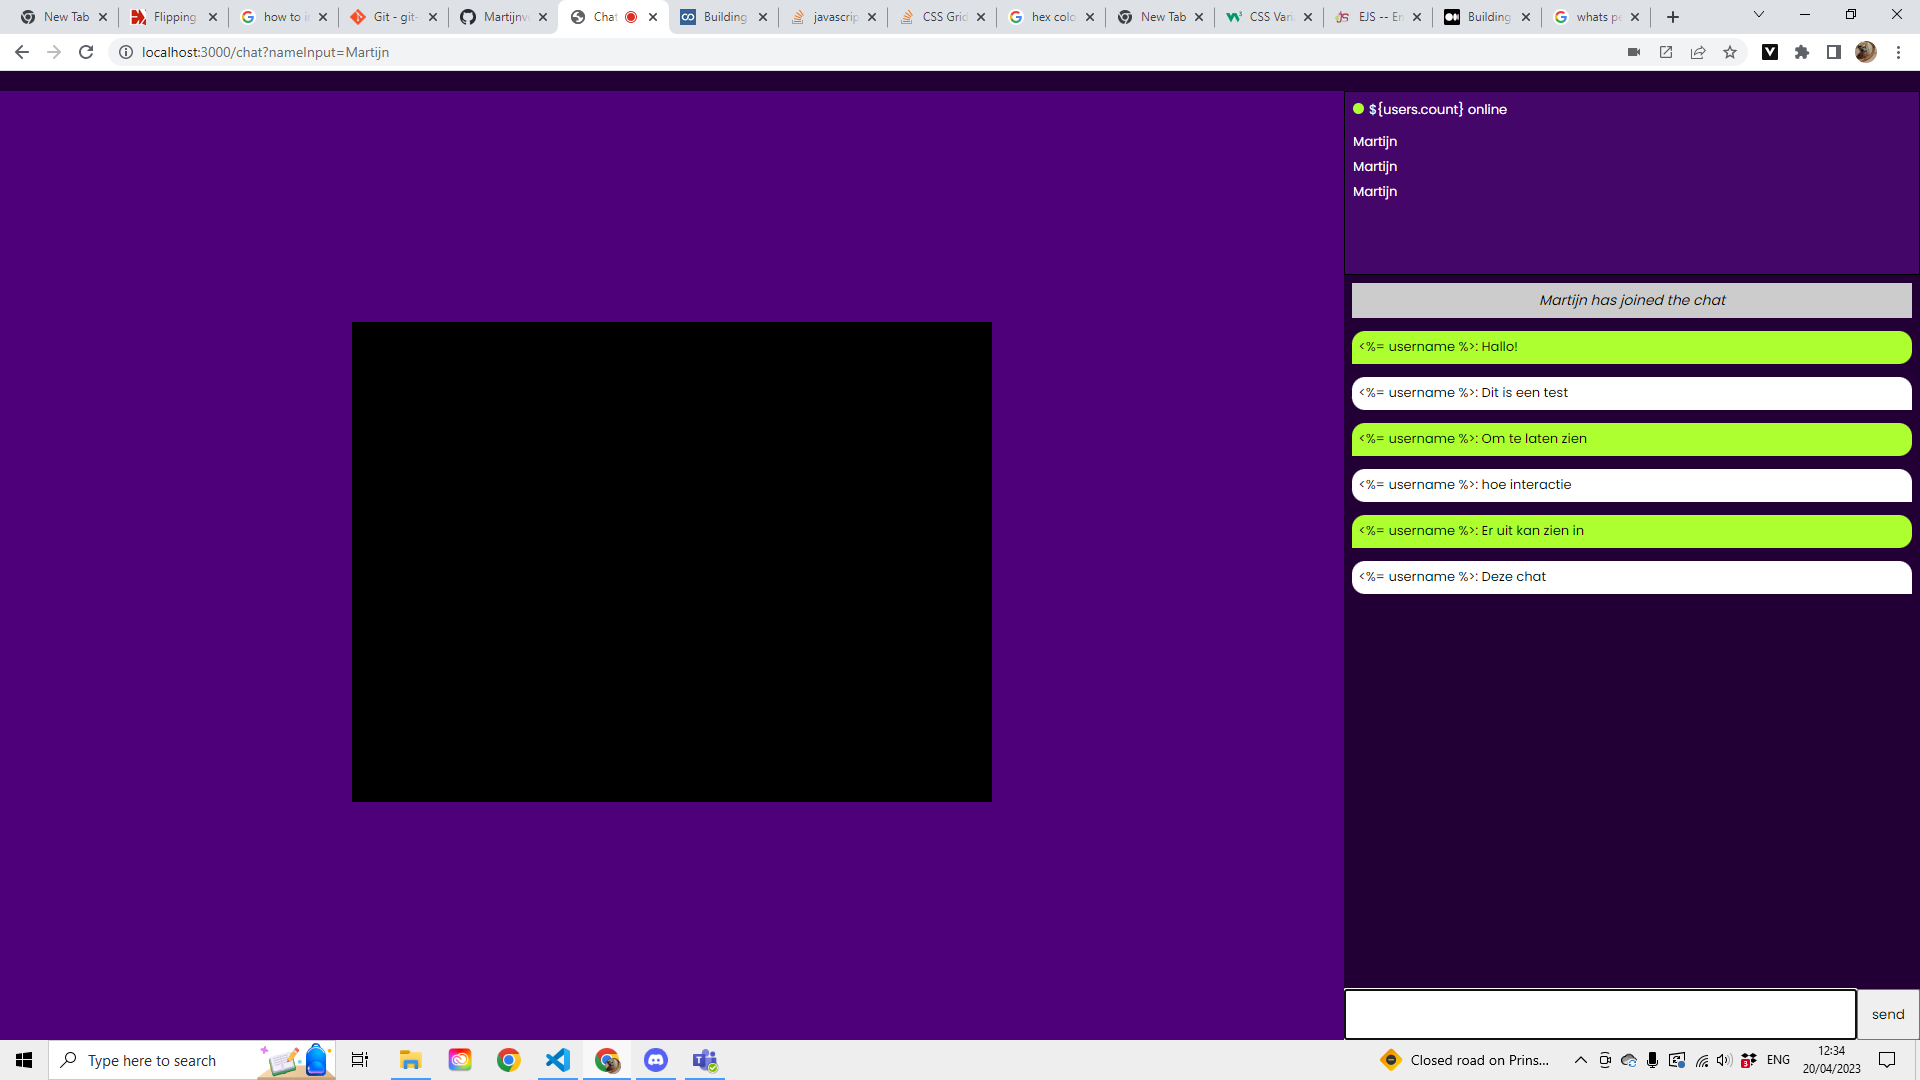 New Tab
Flipping
how to i
Git - git-
Martijnv
Chat
Building
javascrip
CSS Grid
hex colo
New Tab
CSS Vari
EJS -- En
Building
whats pe
localhost:3000/chat?nameInput=Martijn
${users.count} online
Martijn
Martijn
Martijn
Martijn has joined the chat
<%= username %>: Hallo!
<%= username %>: Dit is een test
<%= username %>: Om te laten zien
<%= username %>: hoe interactie
<%= username %>: Er uit kan zien in
<%= username %>: Deze chat
send
Type here to search
Closed road on Prins...
ENG
12:34
20/04/2023